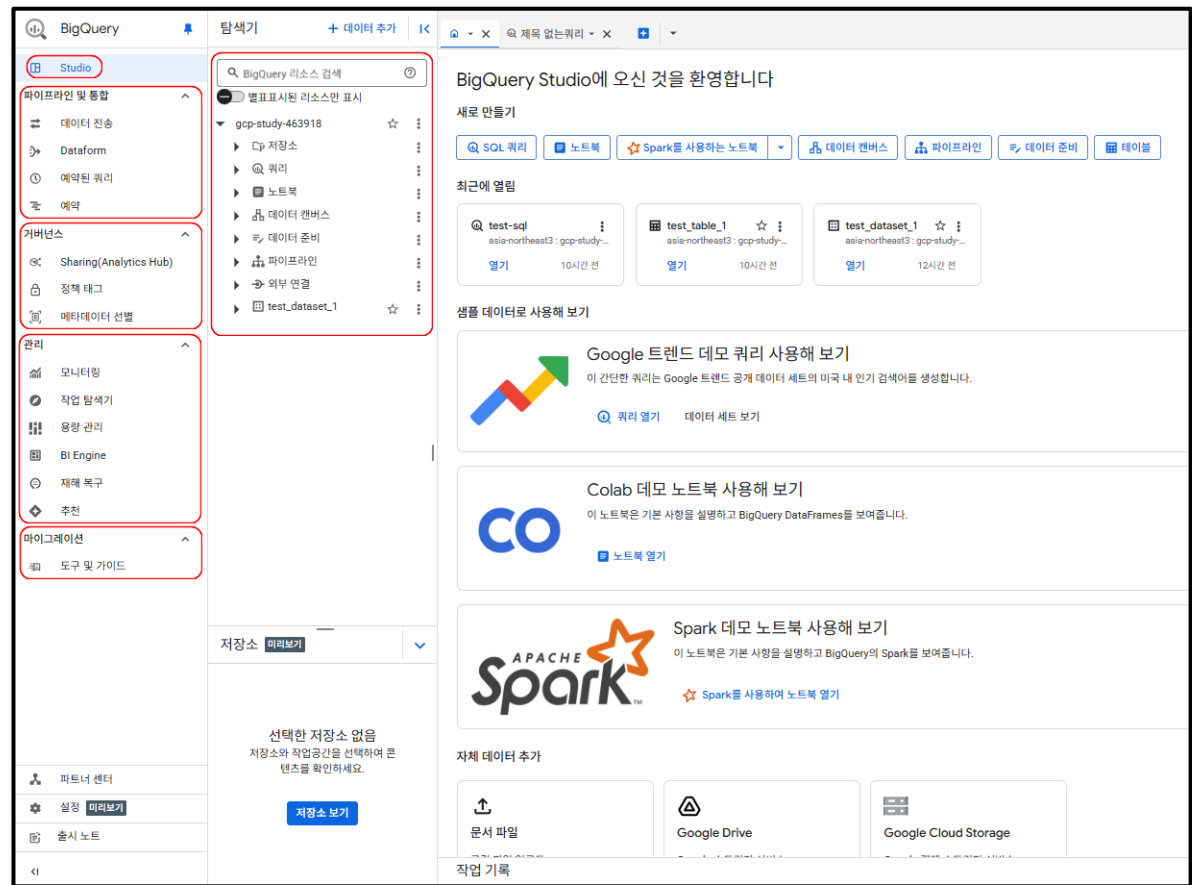 BigQuery
Studio
파이프라인 및 통합
데이터 전송
Dataform
예약된 쿼리
예약
거버넌스
Sharing(Analytics Hub)
정책 태그
메타데이터 선별
관리
모니터링
작업 탐색기
용량 관리
BI Engine
재해 복구
추천
마이그레이션
도구 및 가이드
파트너 센터
설정 미리보기
출시 노트
탐색기
+ 데이터 추가
BigQuery 리소스 검색
별표표시된 리소스만 표시
gcp-study-463918
저장소
쿼리
노트북
데이터 캔버스
데이터 준비
파이프라인
외부 연결
test_dataset_1
저장소 미리보기
선택한 저장소 없음
저장소와 작업공간을 선택하여 콘
텐츠를 확인하세요.
저장소 보기
제목 없는쿼리
BigQuery Studio에 오신 것을 환영합니다
새로 만들기
SQL 쿼리 노트북 Spark를 사용하는 노트북 데이터 캔버스 파이프라인 데이터 준비 테이블
최근에 열림
test-sql
asia-northeast3 : gcp-study-...
열기 10시간 전
test_table_1
asia-northeast3 : gcp-study-...
열기 10시간 전
test_dataset_1
asia-northeast3 : gcp-study-...
열기 12시간 전
샘플 데이터로 사용해 보기
Google 트렌드 데모 쿼리 사용해 보기
이 간단한 쿼리는 Google 트렌드 공개 데이터 세트의 미국 내 인기 검색어를 생성합니다.
쿼리 열기 데이터 세트 보기
Colab 데모 노트북 사용해 보기
이 노트북은 기본 사항을 설명하고 BigQuery DataFrames를 보여줍니다.
노트북 열기
APACHE
Spark™
Spark 데모 노트북 사용해 보기
이 노트북은 기본 사항을 설명하고 BigQuery의 Spark를 보여줍니다.
Spark를 사용하여 노트북 열기
자체 데이터 추가
문서 파일
Google Drive
Google Cloud Storage
작업 기록